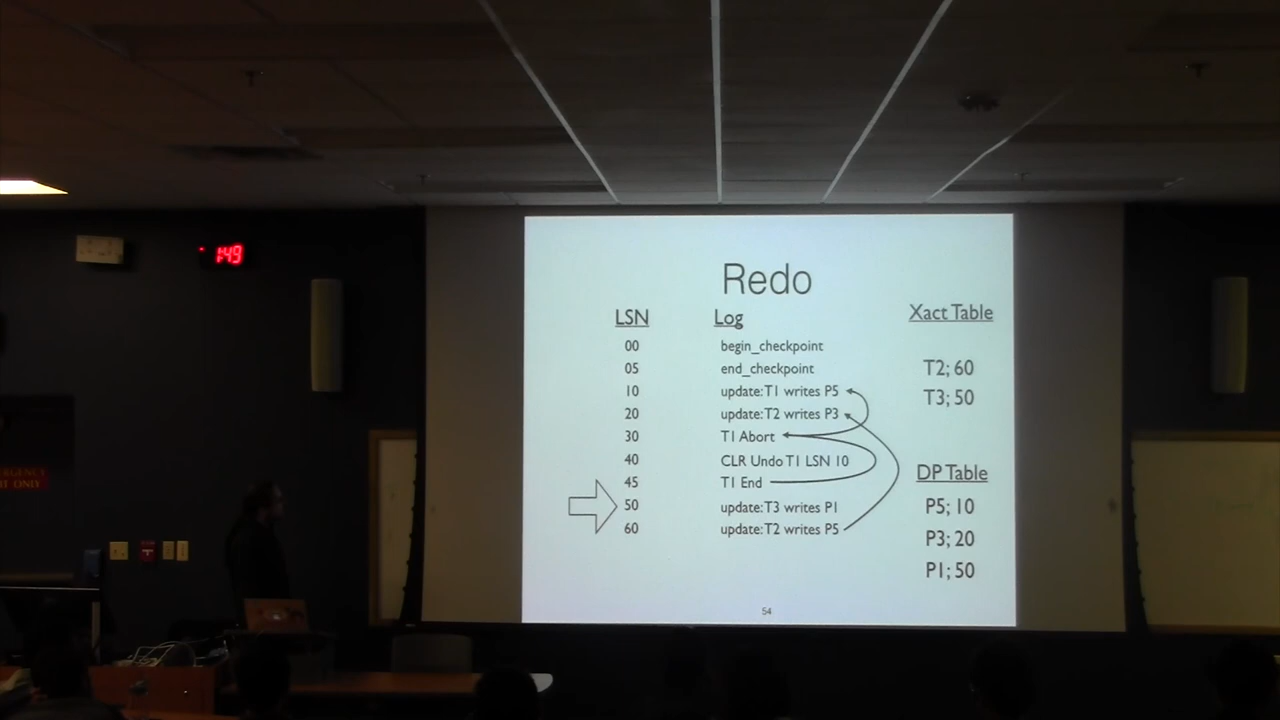 1:49
Redo
LSN Log Xact Table
00 begin_checkpoint
05 end_checkpoint T2; 60
10 update: T1 writes P5
T3; 50
20 update: T2 writes P3
30 T1 Abort
40 CLR Undo T1 LSN 10
DP Table
45 T1 End
50 update: T3 writes P1 P5; 10
60 update: T2 writes P5
P3; 20
P1; 50
54
ONLY